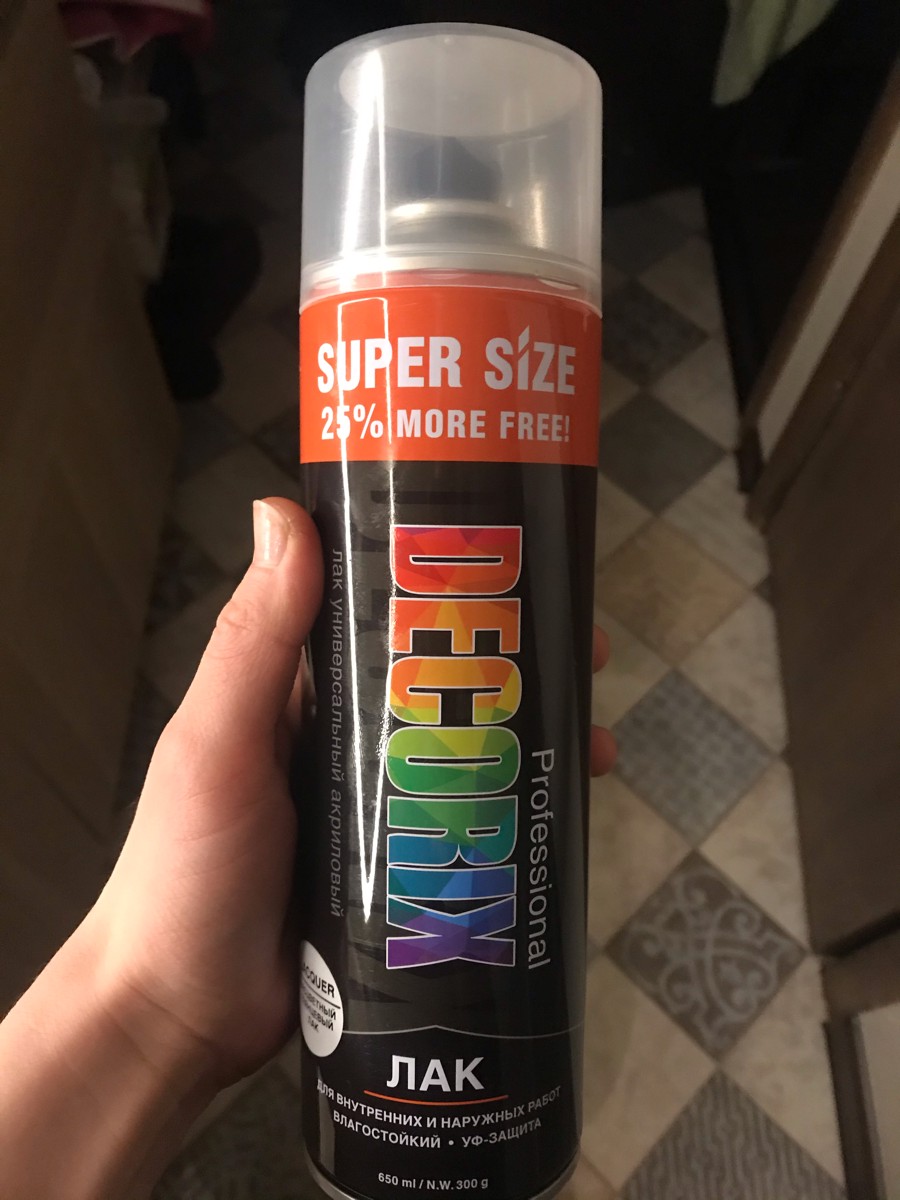 SUPER SIZE
25% MORE FREE!
DECORIX
Professional
лак универсальный акриловый
ЛАК
ДЛЯ ВНУТРЕННИХ И НАРУЖНЫХ РАБОТ
ВЛАГОСТОЙКИЙ • УФ-ЗАЩИТА
650 ml / N.W. 300 g
ЛАК